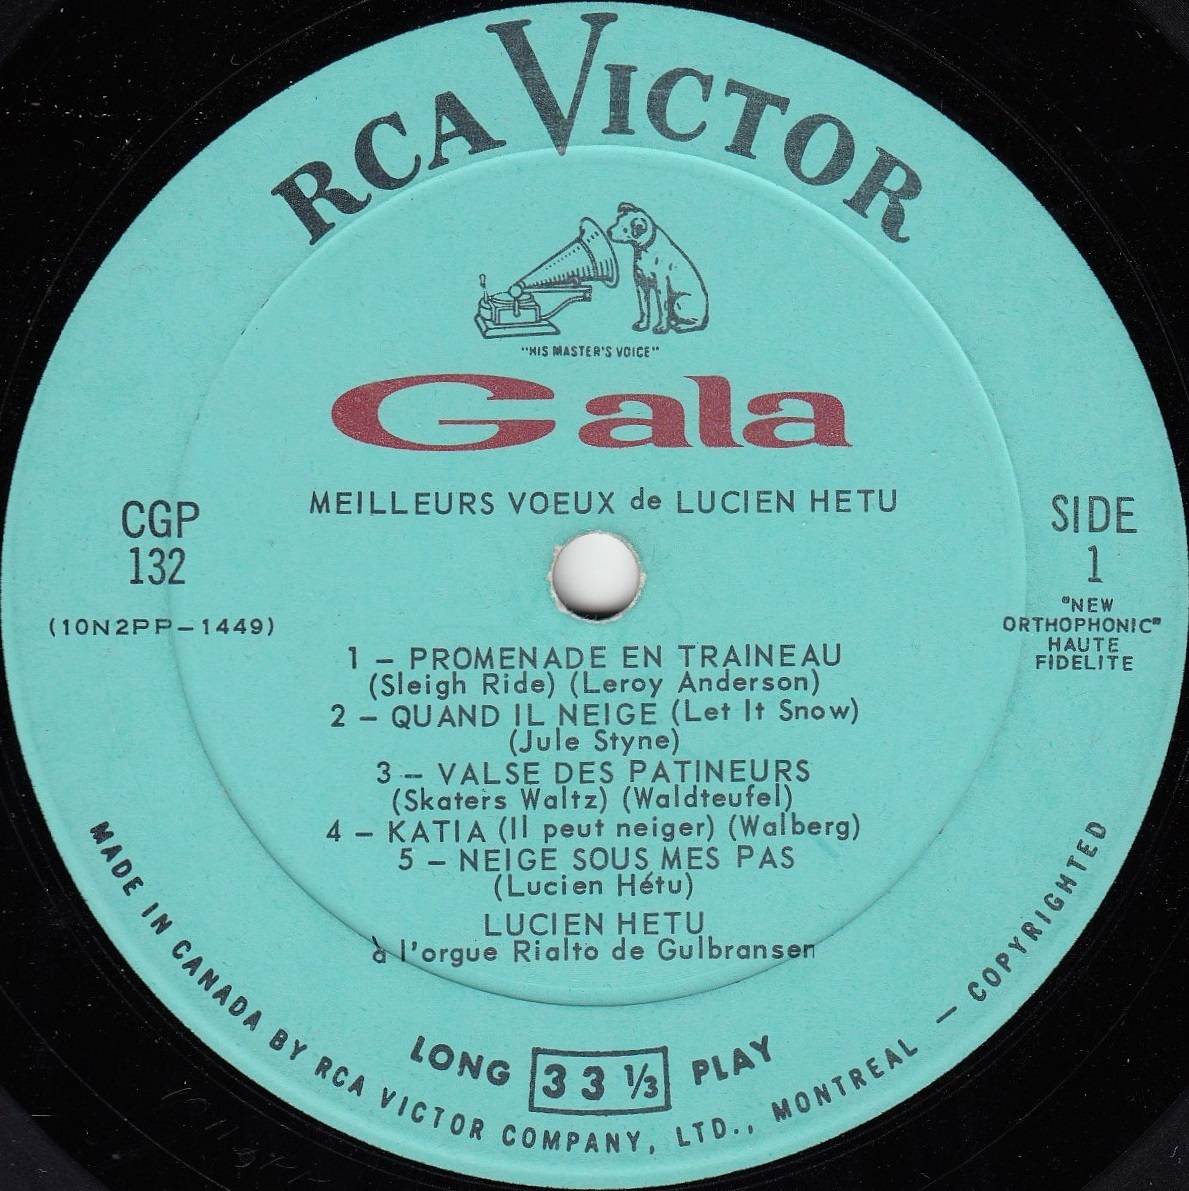 RCA VICTOR
"HIS MASTER'S VOICE"
Gala
MEILLEURS VOEUX de LUCIEN HETU
CGP
132
(10N2PP-1449)
SIDE
1
"NEW
ORTHOPHONIC"
HAUTE
FIDELITE
1 - PROMENADE EN TRAINEAU
(Sleigh Ride) (Leroy Anderson)
2 - QUAND IL NEIGE (Let It Snow)
(Jule Styne)
3 - VALSE DES PATINEURS
(Skaters Waltz) (Waldteufel)
4 - KATIA (Il peut neiger) (Walberg)
5 - NEIGE SOUS MES PAS
(Lucien Hétu)
LUCIEN HETU
à l'orgue Rialto de Gulbransen
LONG 33 1/3 PLAY
MADE IN CANADA BY RCA VICTOR COMPANY, LTD., MONTREAL - COPYRIGHTED